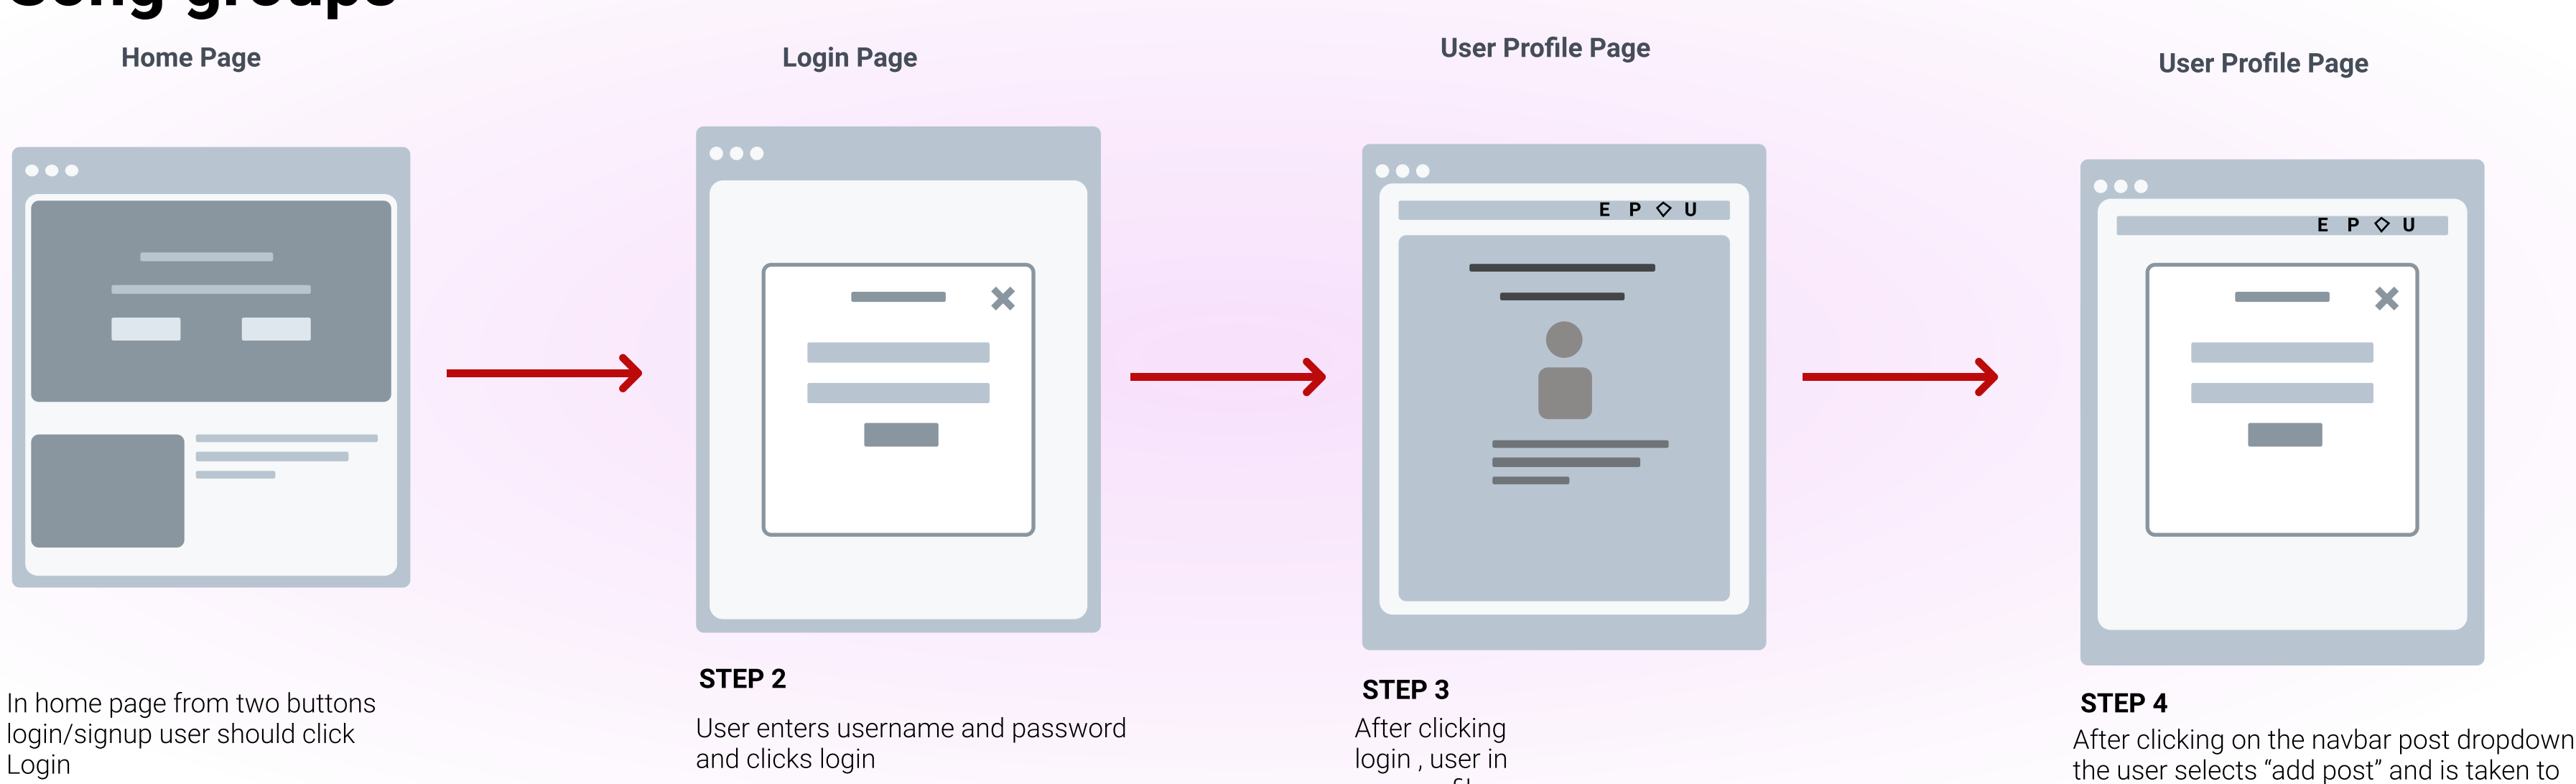 groups
Home Page
Login Page
User Profile Page
User Profile Page
E P U
E P U
In home page from two buttons
login/signup user should click
Login
STEP 2
User enters username and password
and clicks login
STEP 3
After clicking
login , user in
STEP 4
After clicking on the navbar post dropdown
the user selects “add post” and is taken to